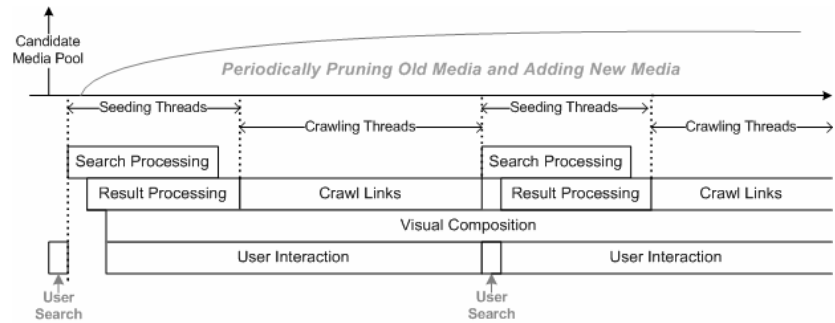 Candidate
Media Pool
Periodically Pruning Old Media and Adding New Media
Seeding Threads
Seeding Threads
Crawling Threads
Crawling Threads
Search Processing
Search Processing
Result Processing
Crawl Links
Result Processing
Crawl Links
Visual Composition
User Interaction
User Interaction
User
Search
User
Search